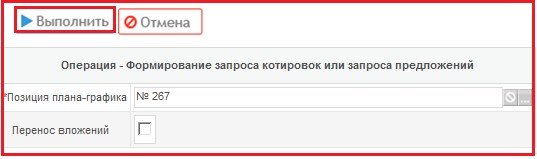 Выполнить Отмена
Операция - Формирование запроса котировок или запроса предложений
*Позиция плана-графика № 267 ...
Перенос вложений